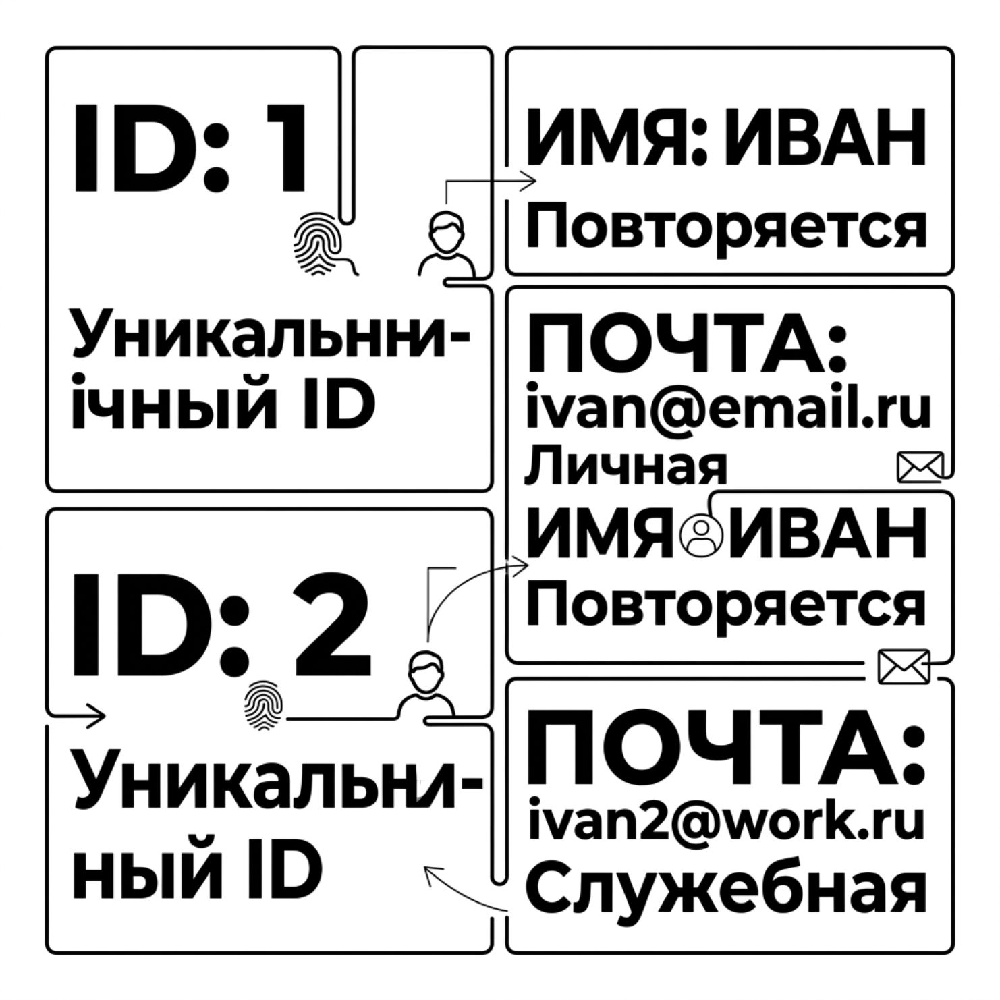 ID: 1
Уникальнни-
ічный ID
ИМЯ: ИВАН
Повторяется
ПОЧТА:
ivan@email.ru
Личная
ИМЯ ИВАН
Повторяется
ID: 2
Уникальни-
ный ID
ПОЧТА:
ivan2@work.ru
Служебная